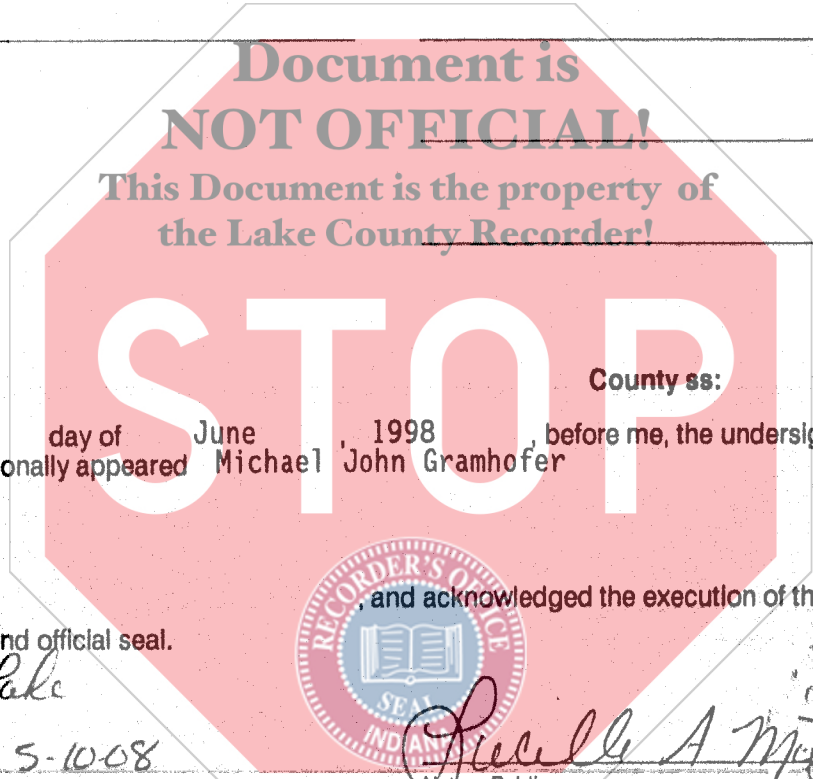 Document is
NOT OFFICIAL!
This Document is the property of
the Lake County Recorder!
STOP
County ss:
day of June , 1998 , before me, the undersig
onally appeared Michael John Gramhofer
, and acknowledged the execution of th
nd official seal.
Lake
5-10-08
Lucille A
RECORDER'S OFFICE
SEAL
INDIANA